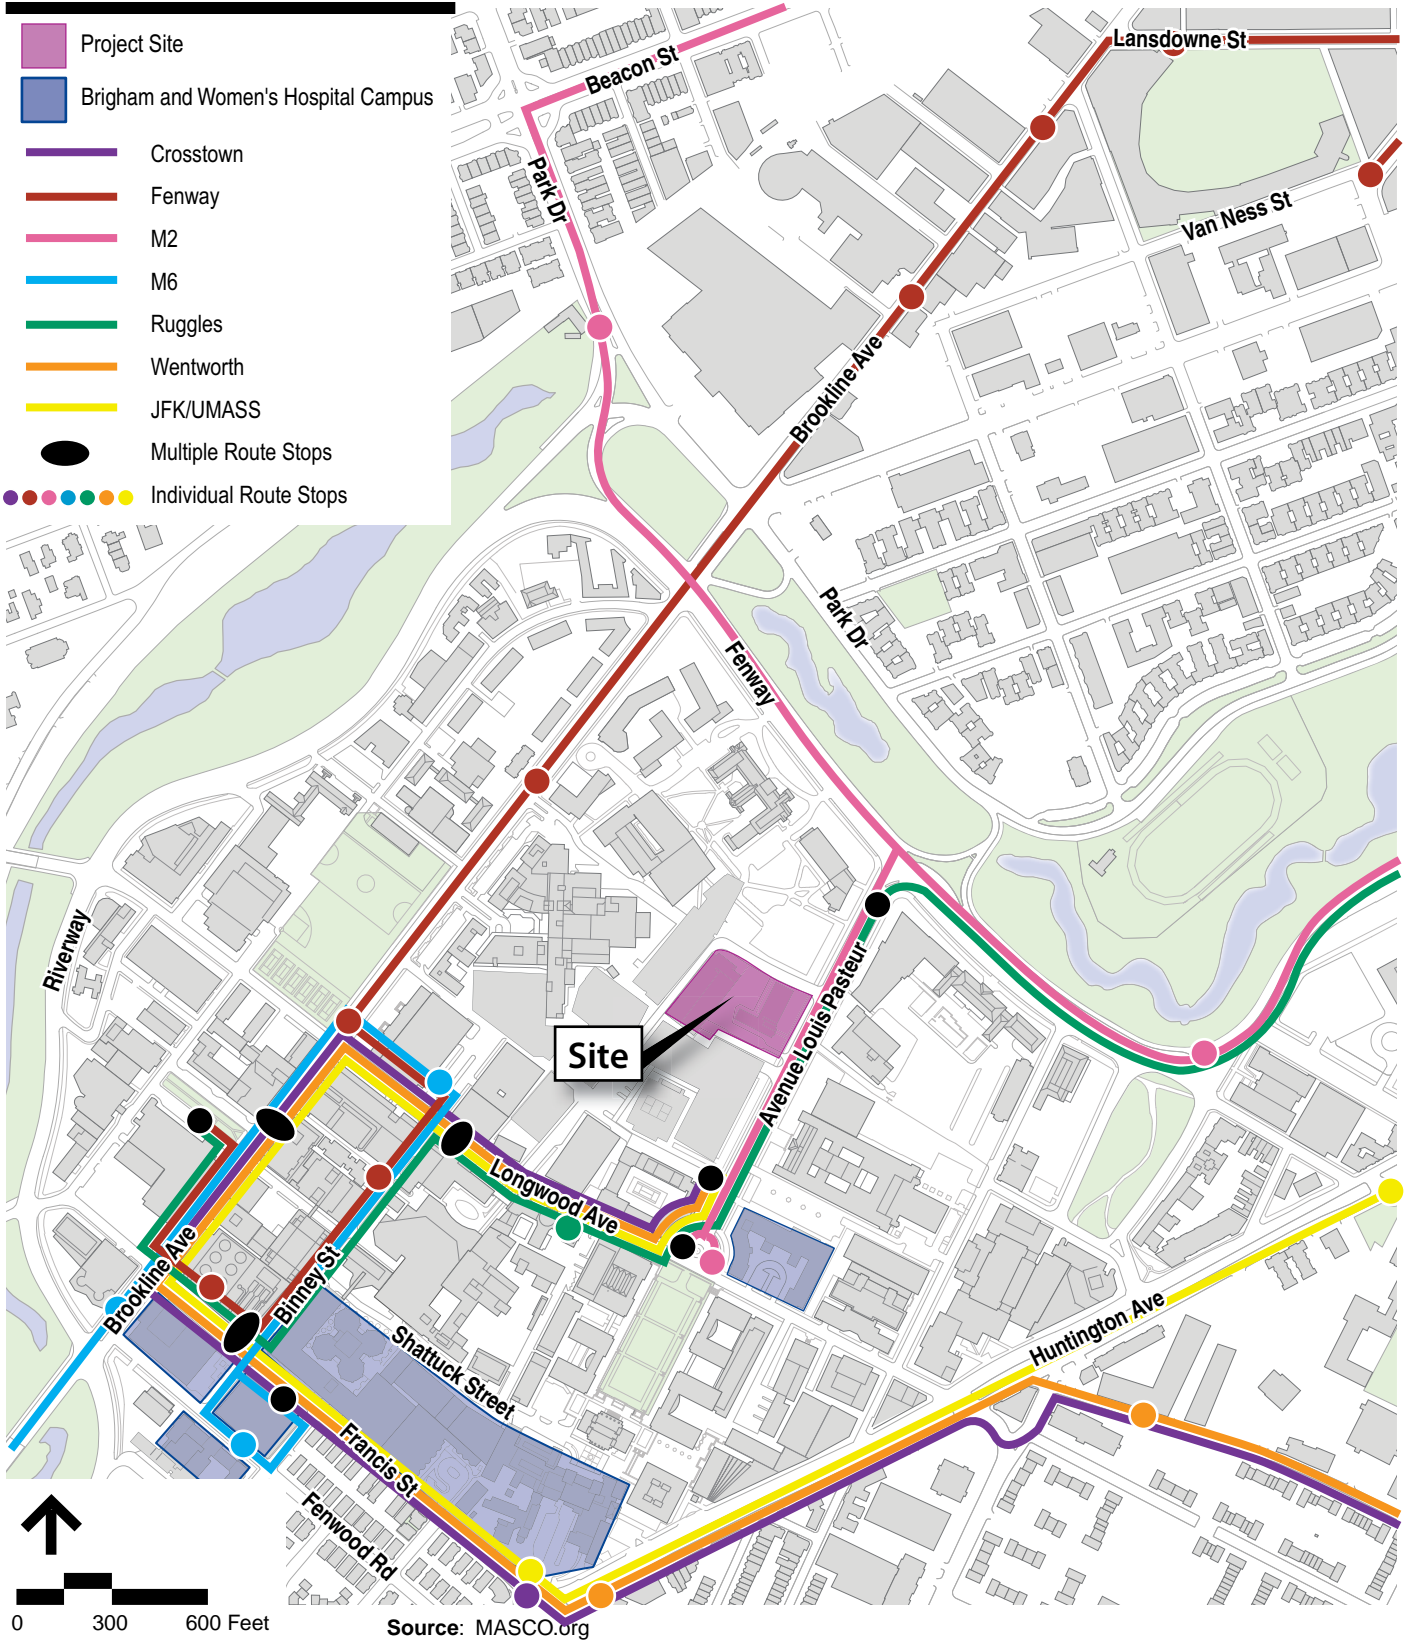 Project Site
Brigham and Women's Hospital Campus
Crosstown
Fenway
M2
M6
Ruggles
Wentworth
JFK/UMASS
Multiple Route Stops
Individual Route Stops
Lansdowne St
Beacon St
Park Dr
Van Ness St
Brookline Ave
Park Dr
Fenway
Riverway
Avenue Louis Pasteur
Site
Longwood Ave
Brookline Ave
Binney St
Shattuck Street
Huntington Ave
Francis St
Fenwood Rd
0 300 600 Feet
Source: MASCO.org